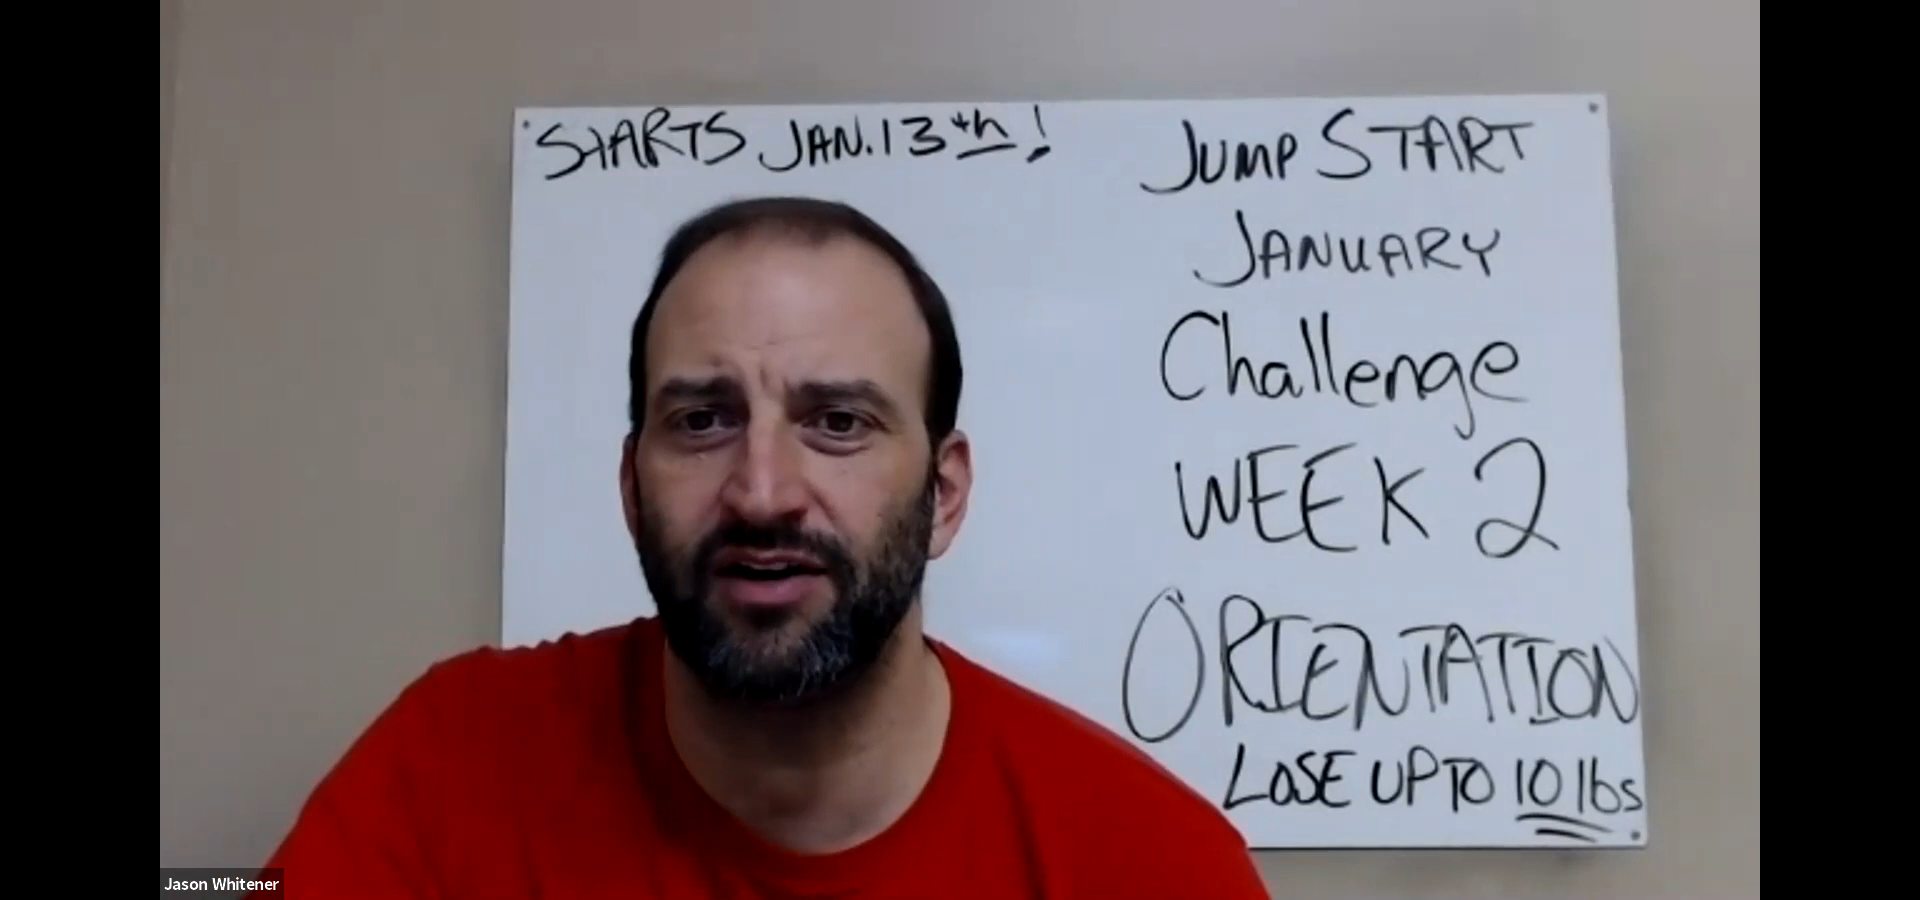 STARTS JAN. 13th!
JUMP START
JANUARY
Challenge
WEEK 2
ORIENTATION
LOSE UP TO 10 lbs
Jason Whitener